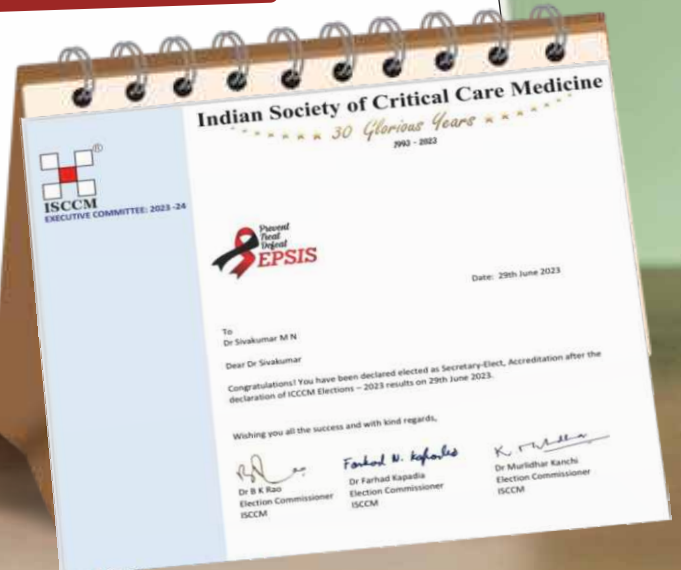 Indian Society of Critical Care Medicine
30 Glorious Years
1993 - 2023
®
ISCCM
EXECUTIVE COMMITTEE: 2023 -24
Prevent
Treat
Defeat
EPSIS
Date: 29th June 2023
To
Dr Sivakumar M N
Dear Dr Sivakumar
Congratulations! You have been declared elected as Secretary-Elect, Accreditation after the
declaration of ICCCM Elections – 2023 results on 29th June 2023.
Wishing you all the success and with kind regards,
Farhad N. Kapadia
Dr B K Rao
Election Commissioner
ISCCM
Dr Farhad Kapadia
Election Commissioner
ISCCM
Dr Murlidhar Kanchi
Election Commissioner
ISCCM